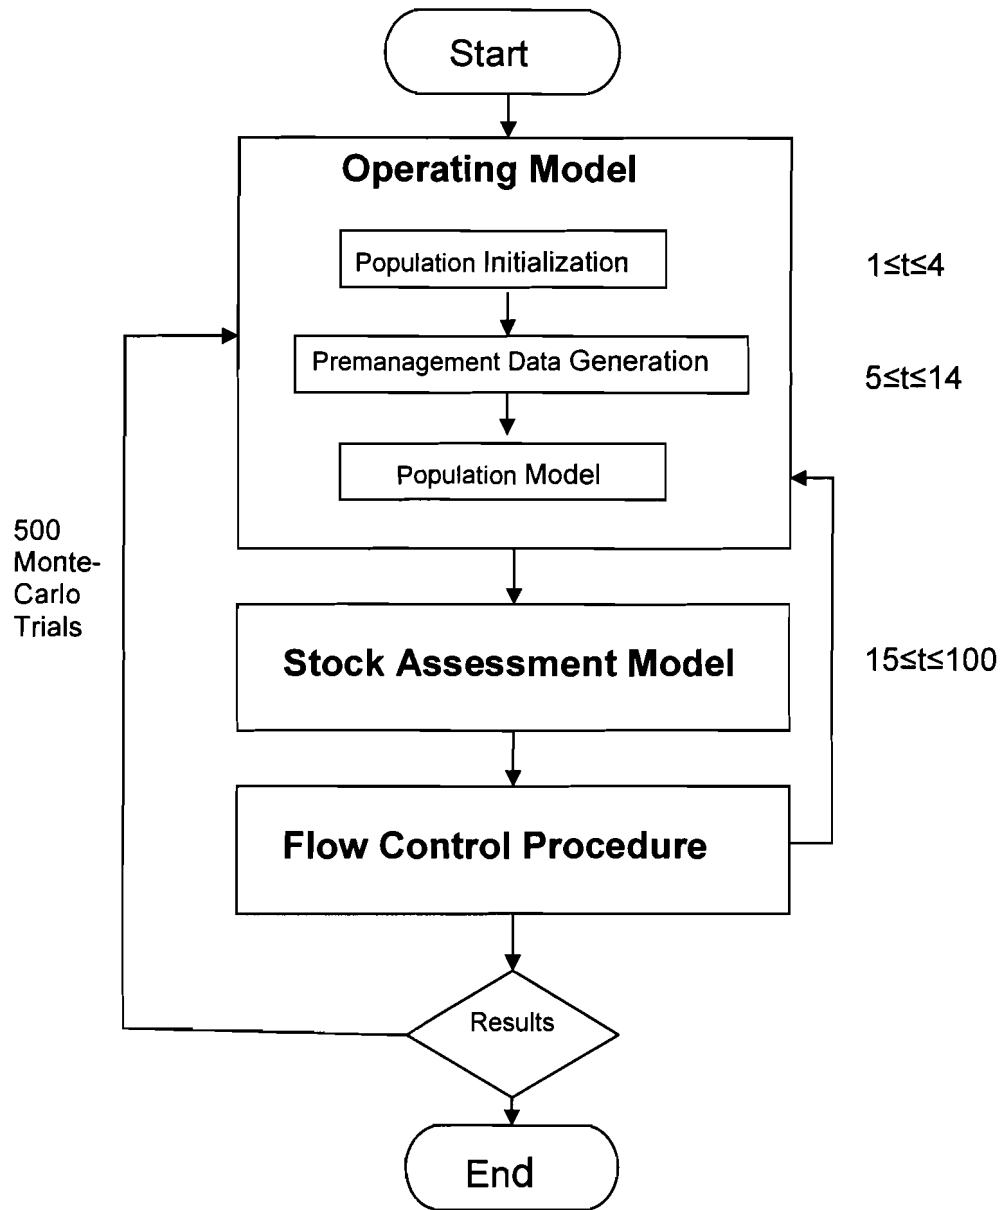 Start
Operating Model
Population Initialization
1≤t≤4
Premanagement Data Generation
5≤t≤14
Population Model
500
Monte-
Carlo
Trials
Stock Assessment Model
15≤t≤100
Flow Control Procedure
Results
End